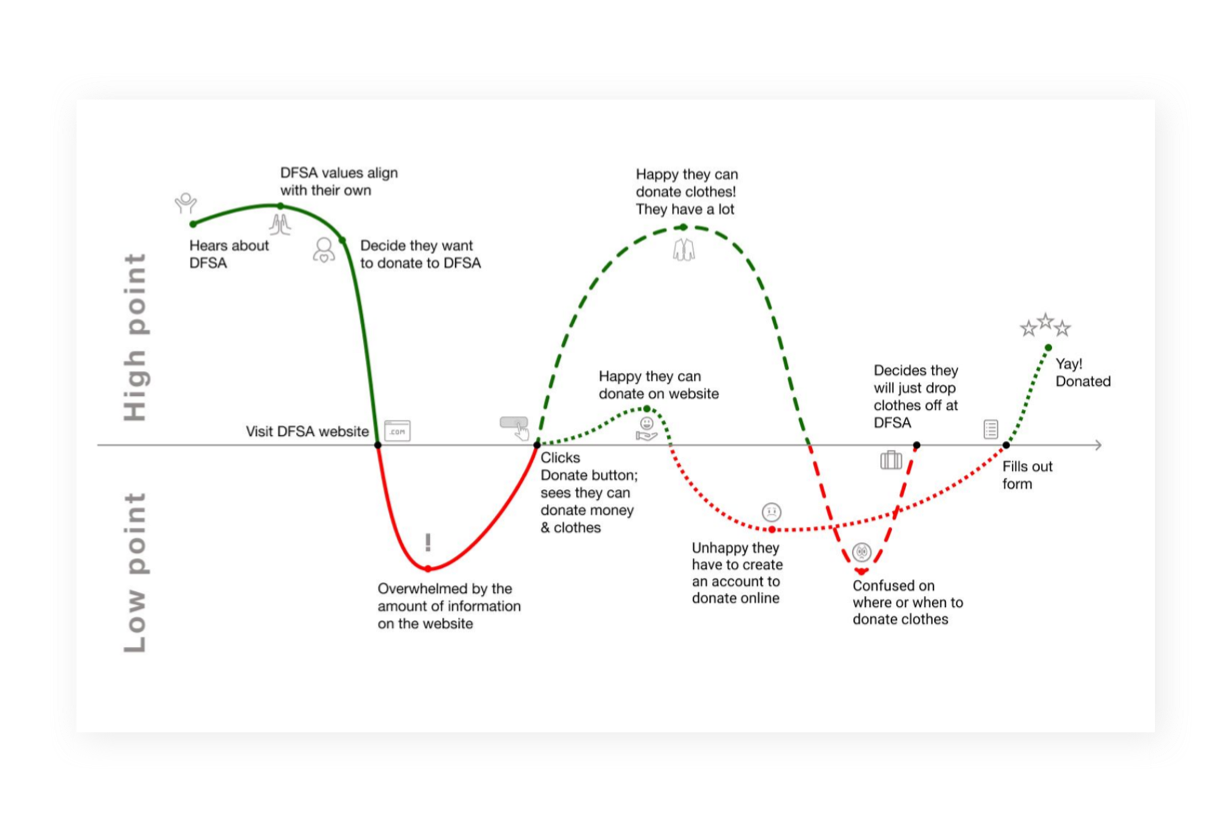 High point
Low point
Hears about
DFSA
DFSA values align
with their own
Decide they want
to donate to DFSA
Visit DFSA website
.COM
Overwhelmed by the
amount of information
on the website
Clicks
Donate button;
sees they can
donate money
& clothes
Happy they can
donate clothes!
They have a lot
Happy they can
donate on website
Unhappy they
have to create
an account to
donate online
Confused on
where or when to
donate clothes
Decides they
will just drop
clothes off at
DFSA
Fills out
form
Yay!
Donated